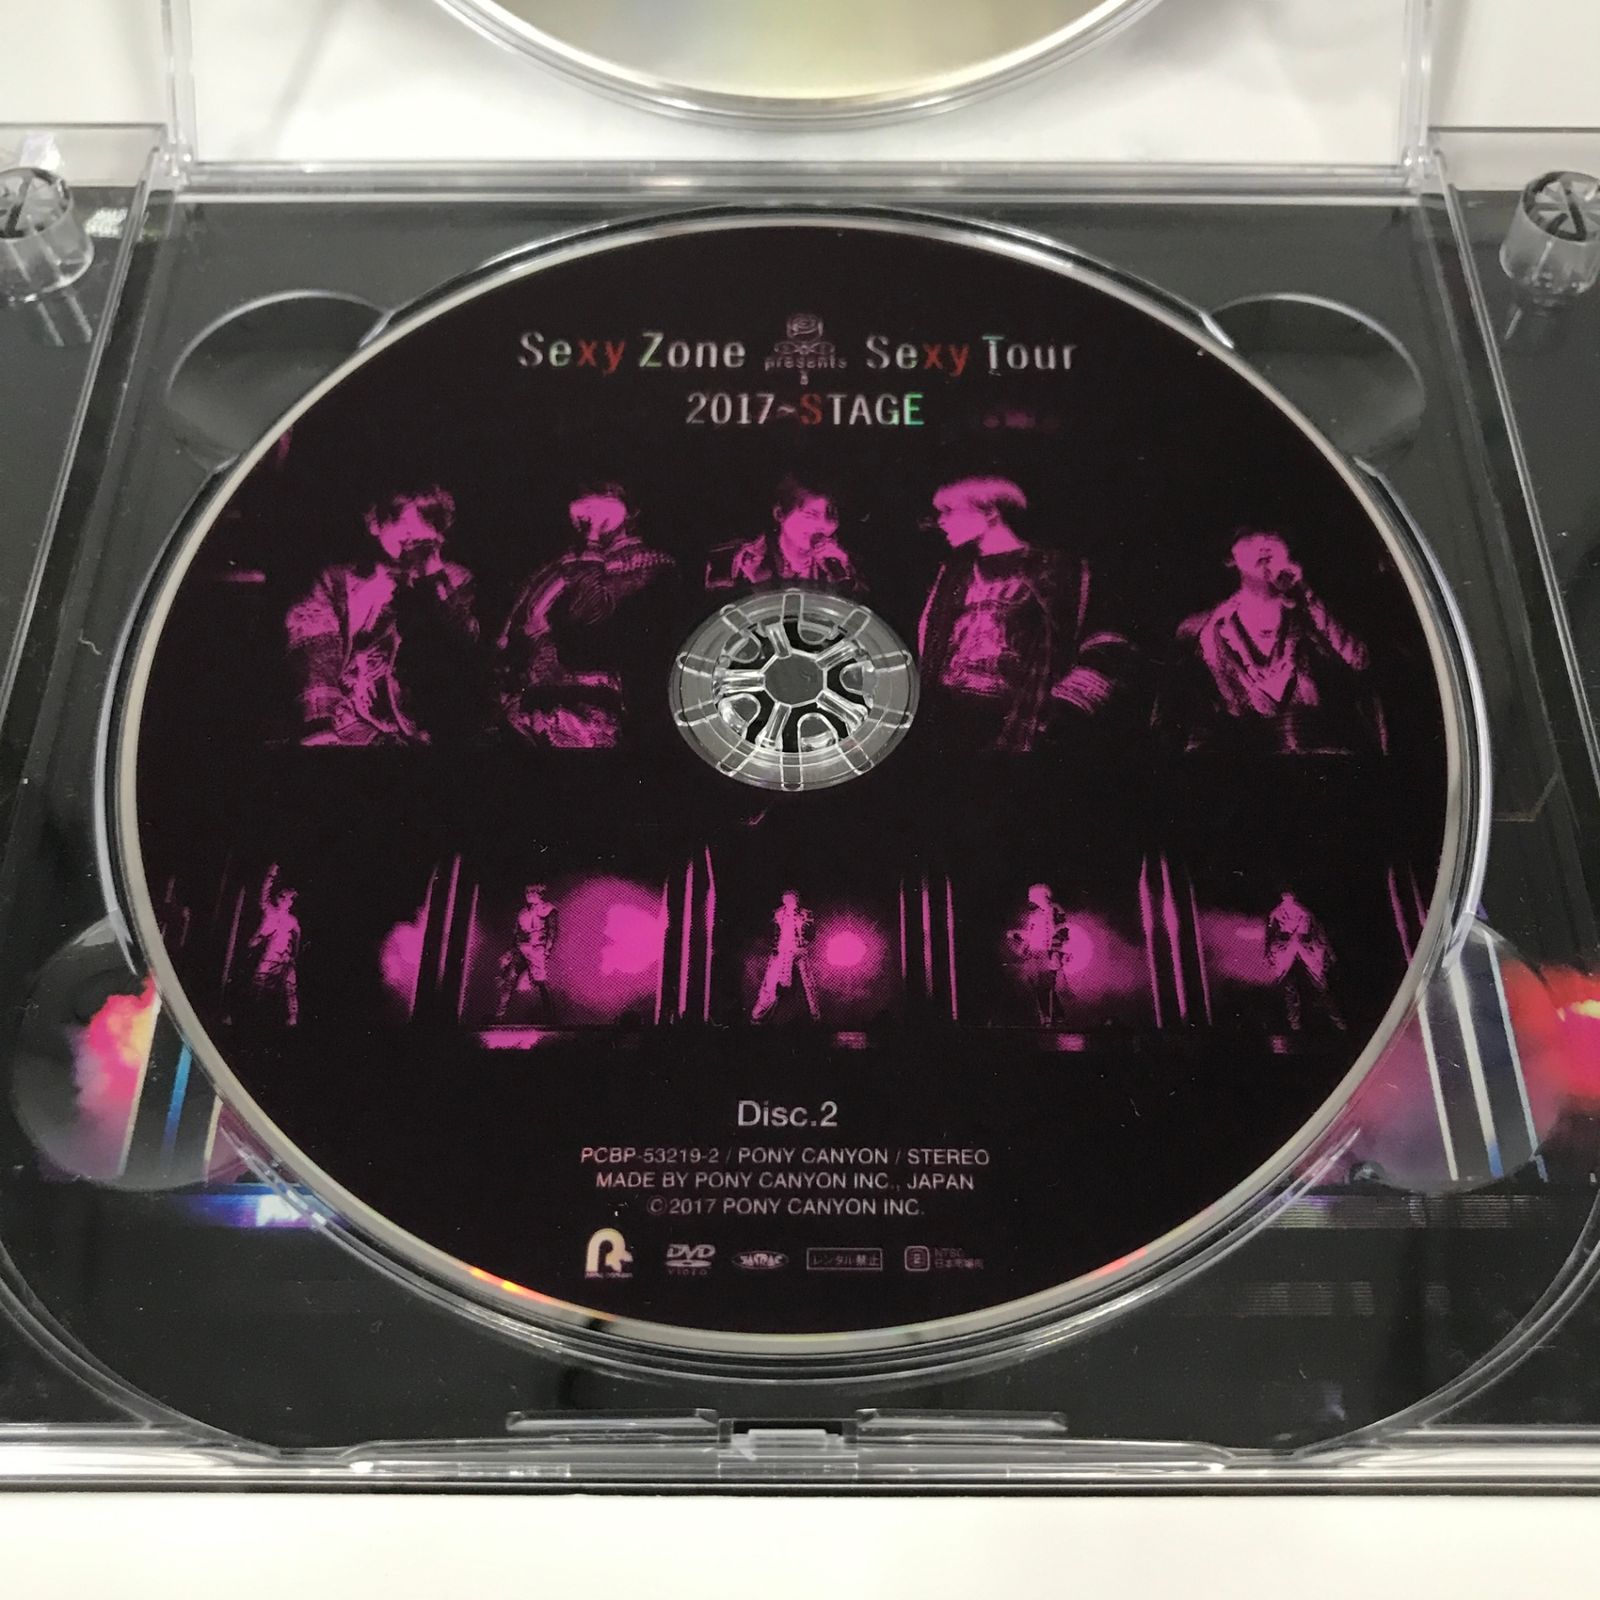 Sexy Zone presents Sexy Tour
2017~STAGE
Disc.2
PCBP-53219-2 / PONY CANYON / STEREO
MADE BY PONY CANYON INC., JAPAN
©2017 PONY CANYON INC.
DVD
VIDEO
レンタル禁止
2
NTSC
日本市場向